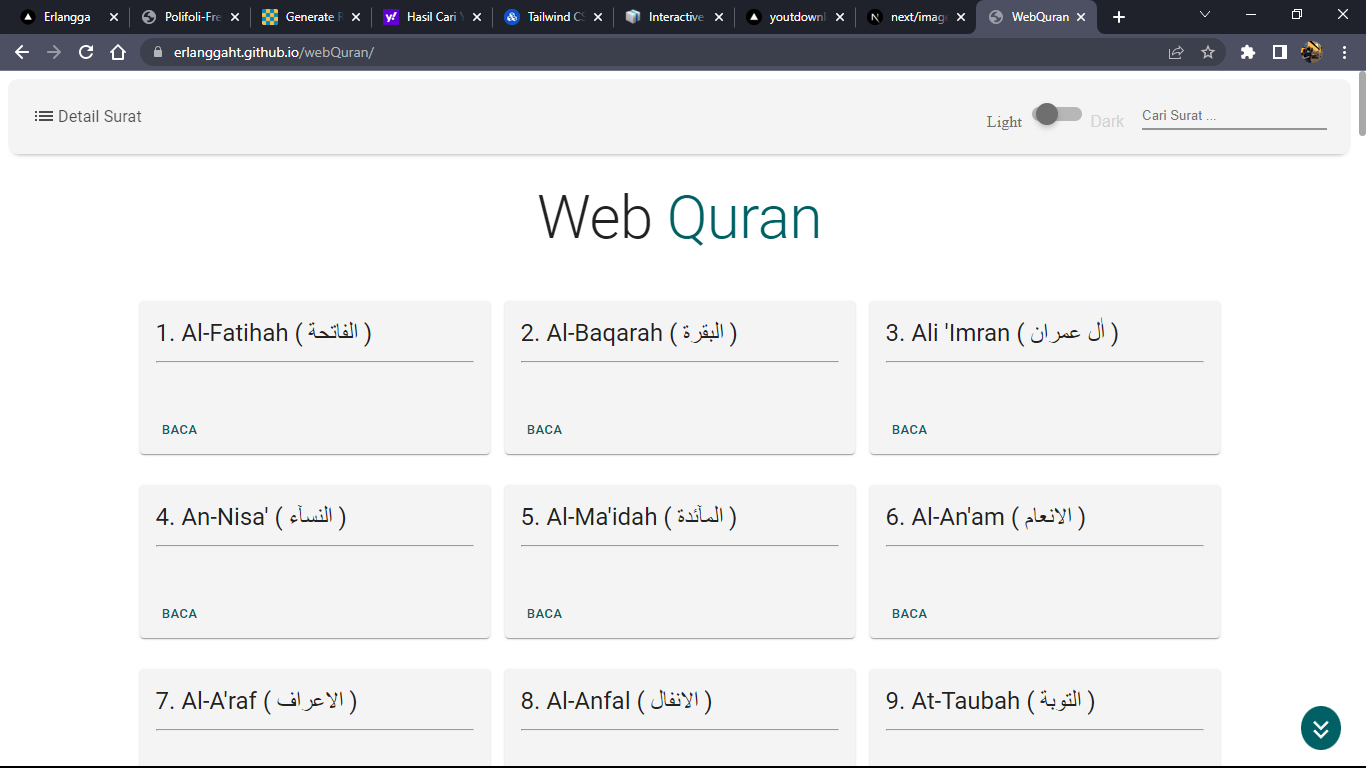 Erlangga
Polifoli-Fre
Generate R
Hasil Cari Y
Tailwind CS
Interactive
youtdownl
next/imag
WebQuran
erlanggaht.github.io/webQuran/
Detail Surat
Light
Dark
Cari Surat ...
Web Quran
1. Al-Fatihah ( الفاتحة )
2. Al-Baqarah ( البقرة )
3. Ali 'Imran ( اٰل عمران )
BACA
BACA
BACA
4. An-Nisa' ( النسآء )
5. Al-Ma'idah ( المآئدة )
6. Al-An'am ( الانعام )
BACA
BACA
BACA
7. Al-A'raf ( الاعراف )
8. Al-Anfal ( الانفال )
9. At-Taubah ( التوبة )